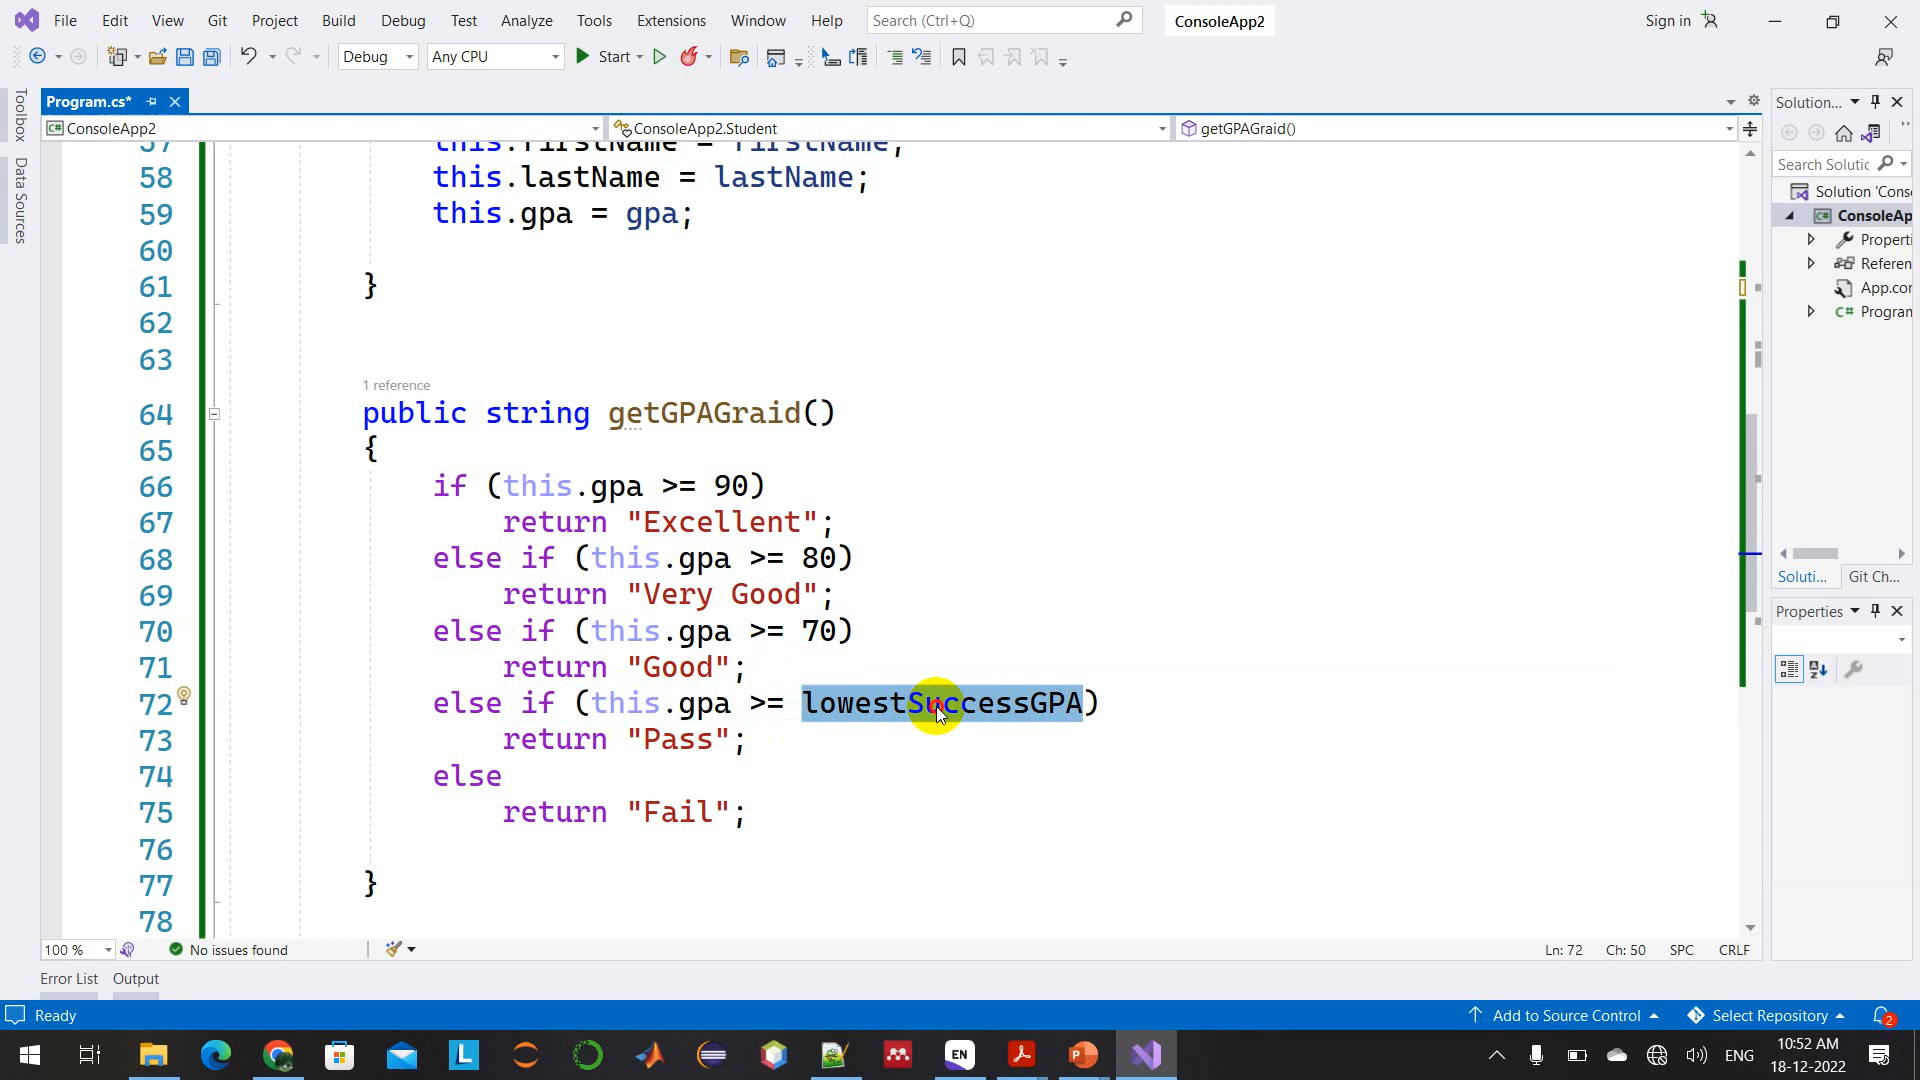 File Edit View Git Project Build Debug Test Analyze Tools Extensions Window Help Search (Ctrl+Q) ConsoleApp2 Sign in
Debug Any CPU Start
Toolbox
Data Sources
Program.cs*
ConsoleApp2 ConsoleApp2.Student getGPAGraid()
57 this.firstName = firstName;
58 this.lastName = lastName;
59 this.gpa = gpa;
60
61 }
62
63
1 reference
64 public string getGPAGraid()
65 {
66 if (this.gpa >= 90)
67 return "Excellent";
68 else if (this.gpa >= 80)
69 return "Very Good";
70 else if (this.gpa >= 70)
71 return "Good";
72 else if (this.gpa >= lowestSuccessGPA)
73 return "Pass";
74 else
75 return "Fail";
76
77 }
78
100 % No issues found Ln: 72 Ch: 50 SPC CRLF
Error List Output
Solution...
Search Solutic
Solution 'Cons
C# ConsoleAp
Properti
Referen
App.cor
C# Program
Soluti... Git Ch...
Properties
Ready Add to Source Control Select Repository 2
L EN P ENG 10:52 AM
18-12-2022